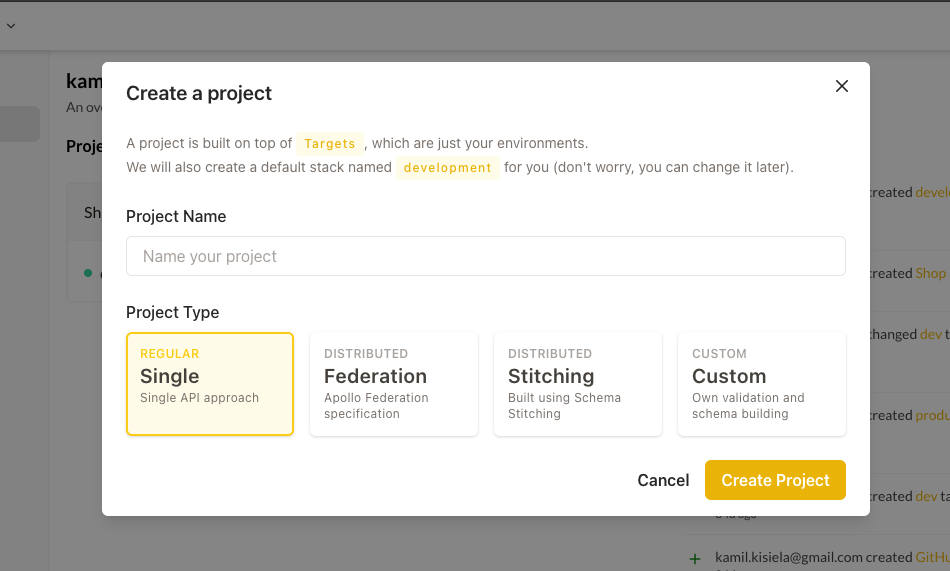 kam
An ov
Proje
Sh
Create a project
A project is built on top of Targets , which are just your environments.
We will also create a default stack named development for you (don't worry, you can change it later).
Project Name
Name your project
Project Type
REGULAR
Single
Single API approach
DISTRIBUTED
Federation
Apollo Federation
specification
DISTRIBUTED
Stitching
Built using Schema
Stitching
CUSTOM
Custom
Own validation and
schema building
Cancel
Create Project
created devel
created Shop
changed dev t
created produ
created dev ta
kamil.kisiela@gmail.com created GitHu